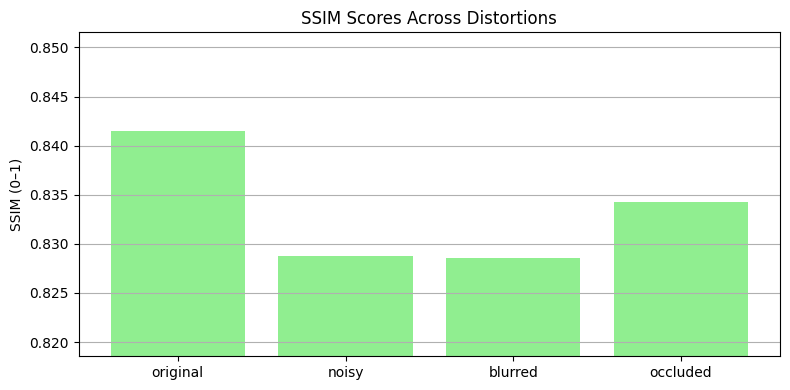 SSIM Scores Across Distortions
SSIM (0–1)
0.850
0.845
0.840
0.835
0.830
0.825
0.820
original
noisy
blurred
occluded